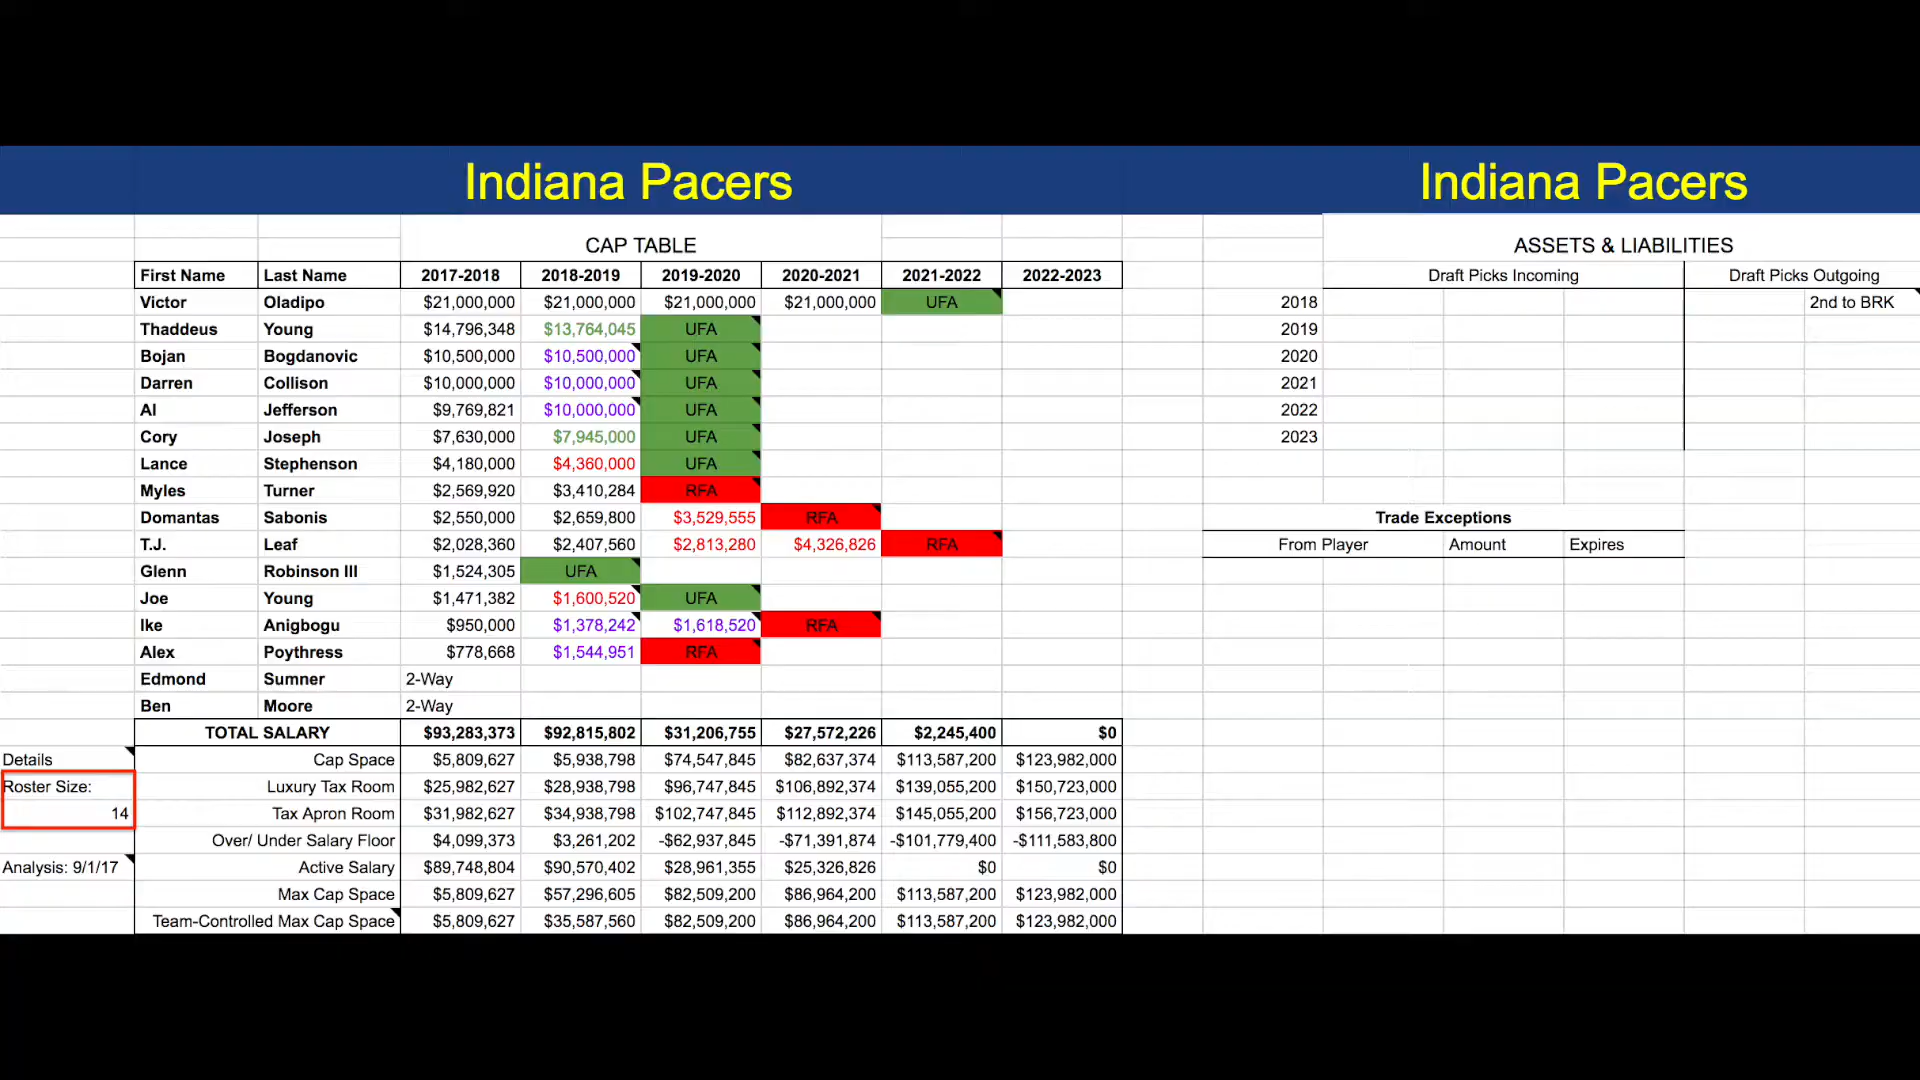 Indiana Pacers Indiana Pacers
CAP TABLE ASSETS & LIABILITIES
First Name Last Name 2017-2018 2018-2019 2019-2020 2020-2021 2021-2022 2022-2023 Draft Picks Incoming Draft Picks Outgoing
Victor Oladipo $21,000,000 $21,000,000 $21,000,000 $21,000,000 UFA 2018 2nd to BRK
Thaddeus Young $14,796,348 $13,764,045 UFA 2019
Bojan Bogdanovic $10,500,000 $10,500,000 UFA 2020
Darren Collison $10,000,000 $10,000,000 UFA 2021
Al Jefferson $9,769,821 $10,000,000 UFA 2022
Cory Joseph $7,630,000 $7,945,000 UFA 2023
Lance Stephenson $4,180,000 $4,360,000 UFA
Myles Turner $2,569,920 $3,410,284 RFA
Domantas Sabonis $2,550,000 $2,659,800 $3,529,555 RFA Trade Exceptions
T.J. Leaf $2,028,360 $2,407,560 $2,813,280 $4,326,826 RFA From Player Amount Expires
Glenn Robinson III $1,524,305 UFA
Joe Young $1,471,382 $1,600,520 UFA
Ike Anigbogu $950,000 $1,378,242 $1,618,520 RFA
Alex Poythress $778,668 $1,544,951 RFA
Edmond Sumner 2-Way
Ben Moore 2-Way
TOTAL SALARY $93,283,373 $92,815,802 $31,206,755 $27,572,226 $2,245,400 $0
Details Cap Space $5,809,627 $5,938,798 $74,547,845 $82,637,374 $113,587,200 $123,982,000
Roster Size: Luxury Tax Room $25,982,627 $28,938,798 $96,747,845 $106,892,374 $139,055,200 $150,723,000
14 Tax Apron Room $31,982,627 $34,938,798 $102,747,845 $112,892,374 $145,055,200 $156,723,000
Over/ Under Salary Floor $4,099,373 $3,261,202 -$62,937,845 -$71,391,874 -$101,779,400 -$111,583,800
Analysis: 9/1/17 Active Salary $89,748,804 $90,570,402 $28,961,355 $25,326,826 $0 $0
Max Cap Space $5,809,627 $57,296,605 $82,509,200 $86,964,200 $113,587,200 $123,982,000
Team-Controlled Max Cap Space $5,809,627 $35,587,560 $82,509,200 $86,964,200 $113,587,200 $123,982,000